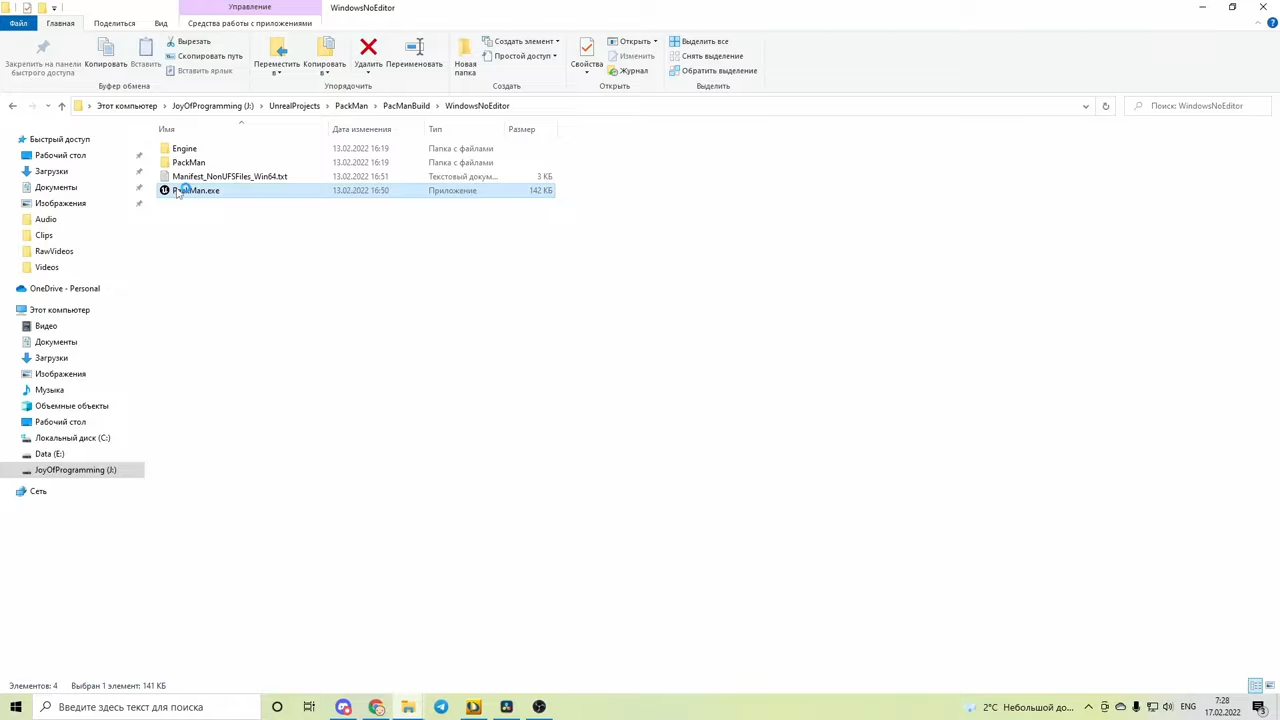 Управление
WindowsNoEditor
Файл
Главная
Поделиться
Вид
Средства работы с приложениями
Закрепить на панели
быстрого доступа
Копировать
Вставить
Вырезать
Скопировать путь
Вставить ярлык
Буфер обмена
Переместить
в
Копировать
в
Удалить
Переименовать
Упорядочить
Новая
папка
Создать элемент
Простой доступ
Создать
Свойства
Открыть
Изменить
Журнал
Открыть
Выделить все
Снять выделение
Обратить выделение
Выделить
Этот компьютер > JoyOfProgramming (J:) > UnrealProjects > PackMan > PacManBuild > WindowsNoEditor
Поиск: WindowsNoEditor
Имя Дата изменения Тип Размер
Engine 13.02.2022 16:19 Папка с файлами
PackMan 13.02.2022 16:19 Папка с файлами
Manifest_NonUFSFiles_Win64.txt 13.02.2022 16:51 Текстовый докум... 3 КБ
13.02.2022 16:50 Приложение 142 КБ
Быстрый доступ
Рабочий стол
Загрузки
Документы
Изображения
Audio
Clips
RawVideos
Videos
OneDrive - Personal
Этот компьютер
Видео
Документы
Загрузки
Изображения
Музыка
Объемные объекты
Рабочий стол
Локальный диск (C:)
Data (E:)
JoyOfProgramming (J:)
Сеть
Элементов: 4 Выбран 1 элемент: 141 КБ
Введите здесь текст для поиска
2°C Небольшой до...
ENG
7:28
17.02.2022